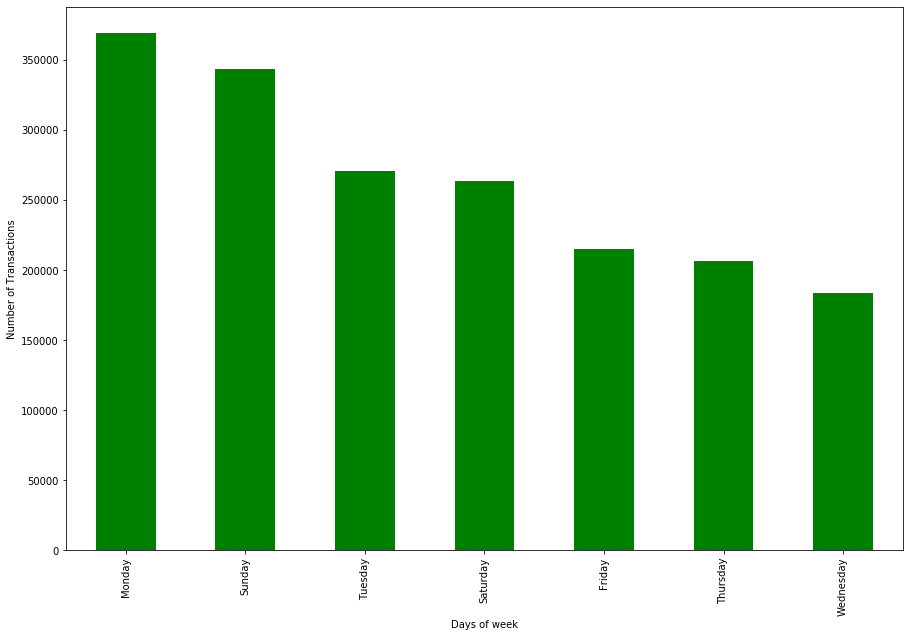 Number of Transactions
350000
300000
250000
200000
150000
100000
50000
0
Monday
Sunday
Tuesday
Saturday
Friday
Thursday
Wednesday
Days of week